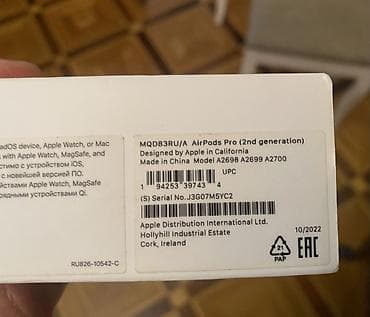 adOS device, Apple Watch, or Mac
s with Apple Watch, MagSafe, and
стимо с устройством iOS,
с новейшей версией ПО.
йствами Apple Watch, MagSafe
рядными устройствами Qi.
RU826-10542-C
MQD83RU/A AirPods Pro (2nd generation)
Designed by Apple in California
Made in China Model A2698 A2699 A2700
UPC
1 94253 39743 4
(S) Serial No. J3G07M5YC2
Apple Distribution International Ltd.
Hollyhill Industrial Estate
Cork, Ireland
10/2022
21
PAP
EAC